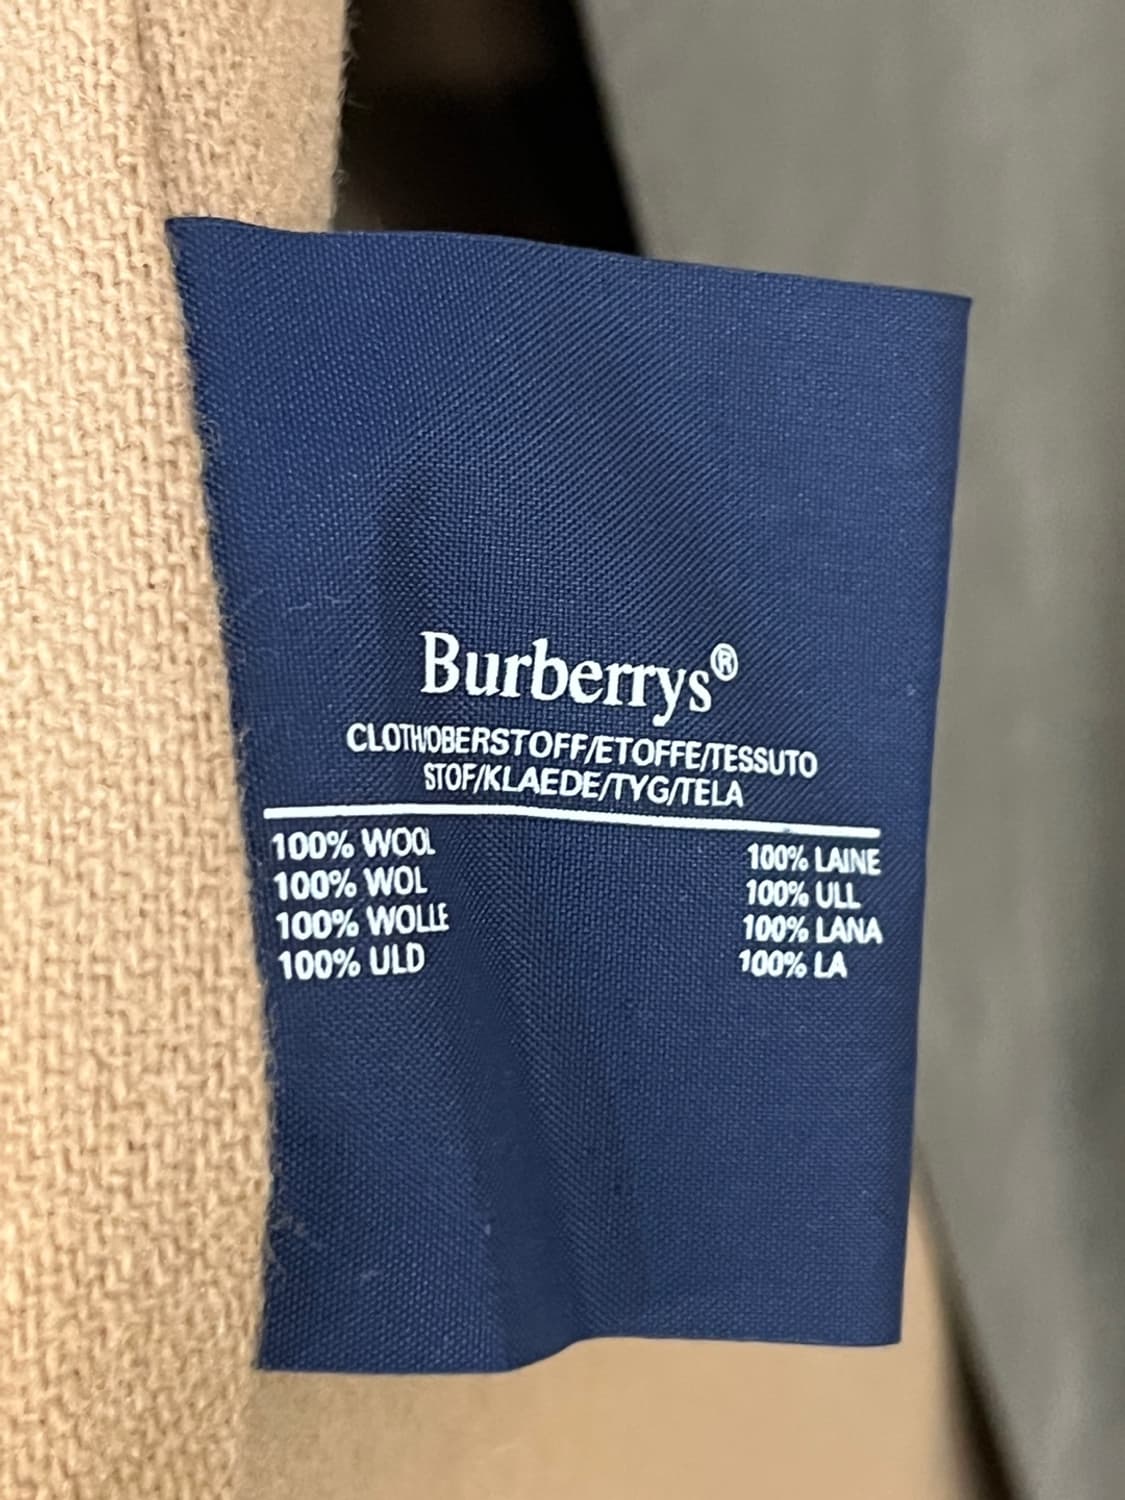 Burberrys®
CLOTH/OBERSTOFF/ETOFFE/TESSUTO
STOF/KLAEDE/TYG/TELA
100% WOOL 100% LAINE
100% WOL 100% ULL
100% WOLLE 100% LANA
100% ULD 100% LA